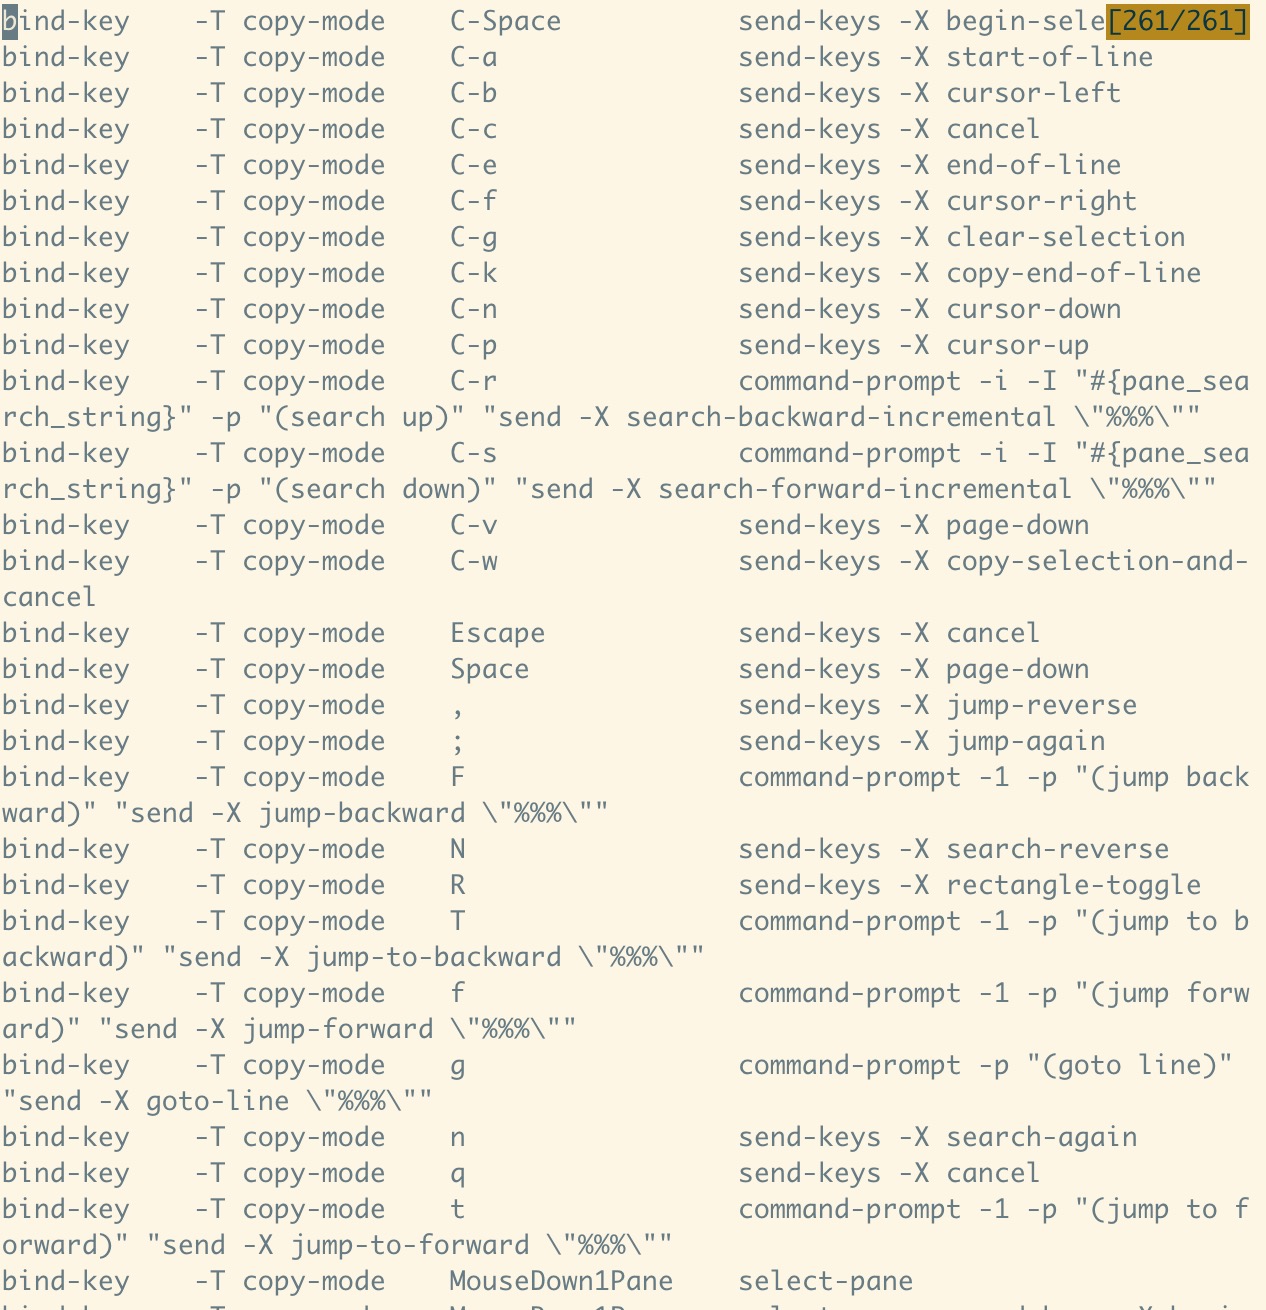 bind-key    -T copy-mode    C-Space           send-keys -X begin-sele[261/261]
bind-key    -T copy-mode    C-a               send-keys -X start-of-line
bind-key    -T copy-mode    C-b               send-keys -X cursor-left
bind-key    -T copy-mode    C-c               send-keys -X cancel
bind-key    -T copy-mode    C-e               send-keys -X end-of-line
bind-key    -T copy-mode    C-f               send-keys -X cursor-right
bind-key    -T copy-mode    C-g               send-keys -X clear-selection
bind-key    -T copy-mode    C-k               send-keys -X copy-end-of-line
bind-key    -T copy-mode    C-n               send-keys -X cursor-down
bind-key    -T copy-mode    C-p               send-keys -X cursor-up
bind-key    -T copy-mode    C-r               command-prompt -i -I "#{pane_sea
rch_string}" -p "(search up)" "send -X search-backward-incremental \"%%%\""
bind-key    -T copy-mode    C-s               command-prompt -i -I "#{pane_sea
rch_string}" -p "(search down)" "send -X search-forward-incremental \"%%%\""
bind-key    -T copy-mode    C-v               send-keys -X page-down
bind-key    -T copy-mode    C-w               send-keys -X copy-selection-and-
cancel
bind-key    -T copy-mode    Escape            send-keys -X cancel
bind-key    -T copy-mode    Space             send-keys -X page-down
bind-key    -T copy-mode    ,                 send-keys -X jump-reverse
bind-key    -T copy-mode    ;                 send-keys -X jump-again
bind-key    -T copy-mode    F                 command-prompt -1 -p "(jump back
ward)" "send -X jump-backward \"%%%\""
bind-key    -T copy-mode    N                 send-keys -X search-reverse
bind-key    -T copy-mode    R                 send-keys -X rectangle-toggle
bind-key    -T copy-mode    T                 command-prompt -1 -p "(jump to b
ackward)" "send -X jump-to-backward \"%%%\""
bind-key    -T copy-mode    f                 command-prompt -1 -p "(jump forw
ard)" "send -X jump-forward \"%%%\""
bind-key    -T copy-mode    g                 command-prompt -p "(goto line)"
"send -X goto-line \"%%%\""
bind-key    -T copy-mode    n                 send-keys -X search-again
bind-key    -T copy-mode    q                 send-keys -X cancel
bind-key    -T copy-mode    t                 command-prompt -1 -p "(jump to f
orward)" "send -X jump-to-forward \"%%%\""
bind-key    -T copy-mode    MouseDown1Pane    select-pane